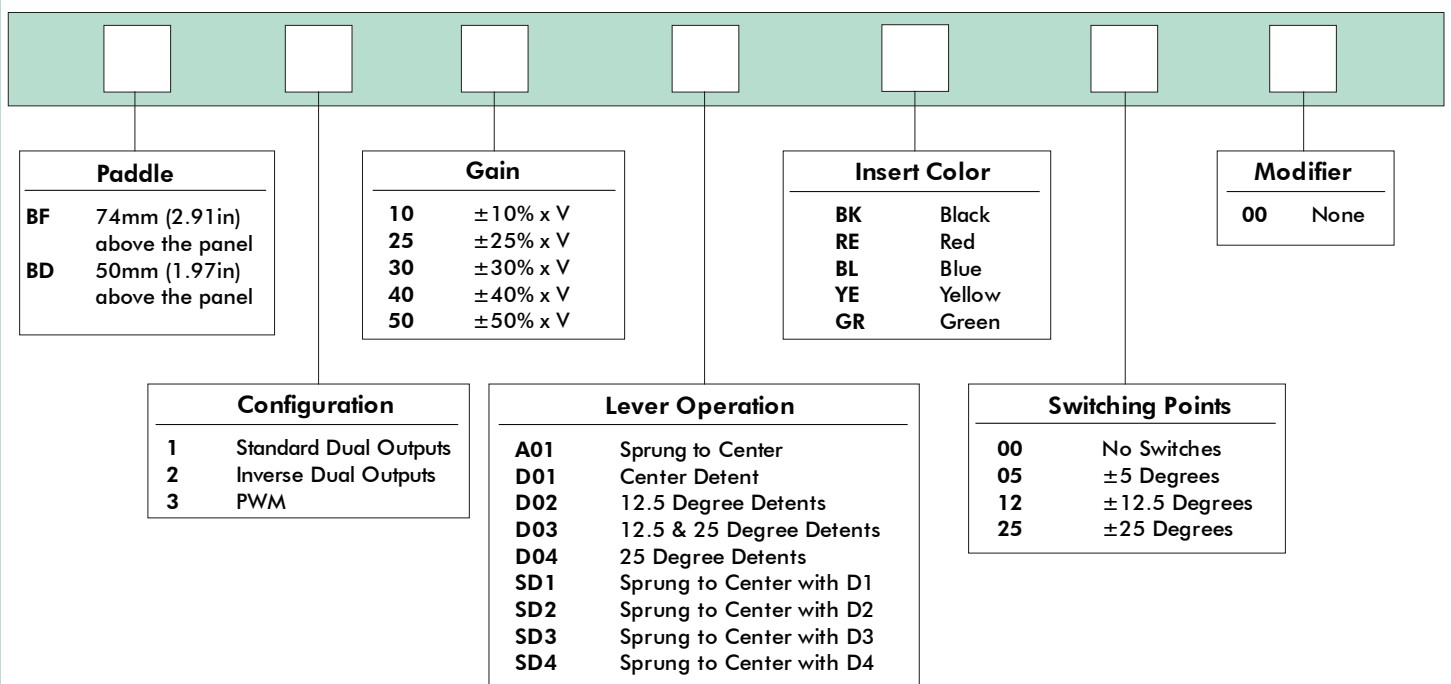 Paddle
BF 74mm (2.91in)
above the panel
BD 50mm (1.97in)
above the panel
Gain
10 ±10% x V
25 ±25% x V
30 ±30% x V
40 ±40% x V
50 ±50% x V
Insert Color
BK Black
RE Red
BL Blue
YE Yellow
GR Green
Modifier
00 None
Configuration
1 Standard Dual Outputs
2 Inverse Dual Outputs
3 PWM
Lever Operation
A01 Sprung to Center
D01 Center Detent
D02 12.5 Degree Detents
D03 12.5 & 25 Degree Detents
D04 25 Degree Detents
SD1 Sprung to Center with D1
SD2 Sprung to Center with D2
SD3 Sprung to Center with D3
SD4 Sprung to Center with D4
Switching Points
00 No Switches
05 ±5 Degrees
12 ±12.5 Degrees
25 ±25 Degrees